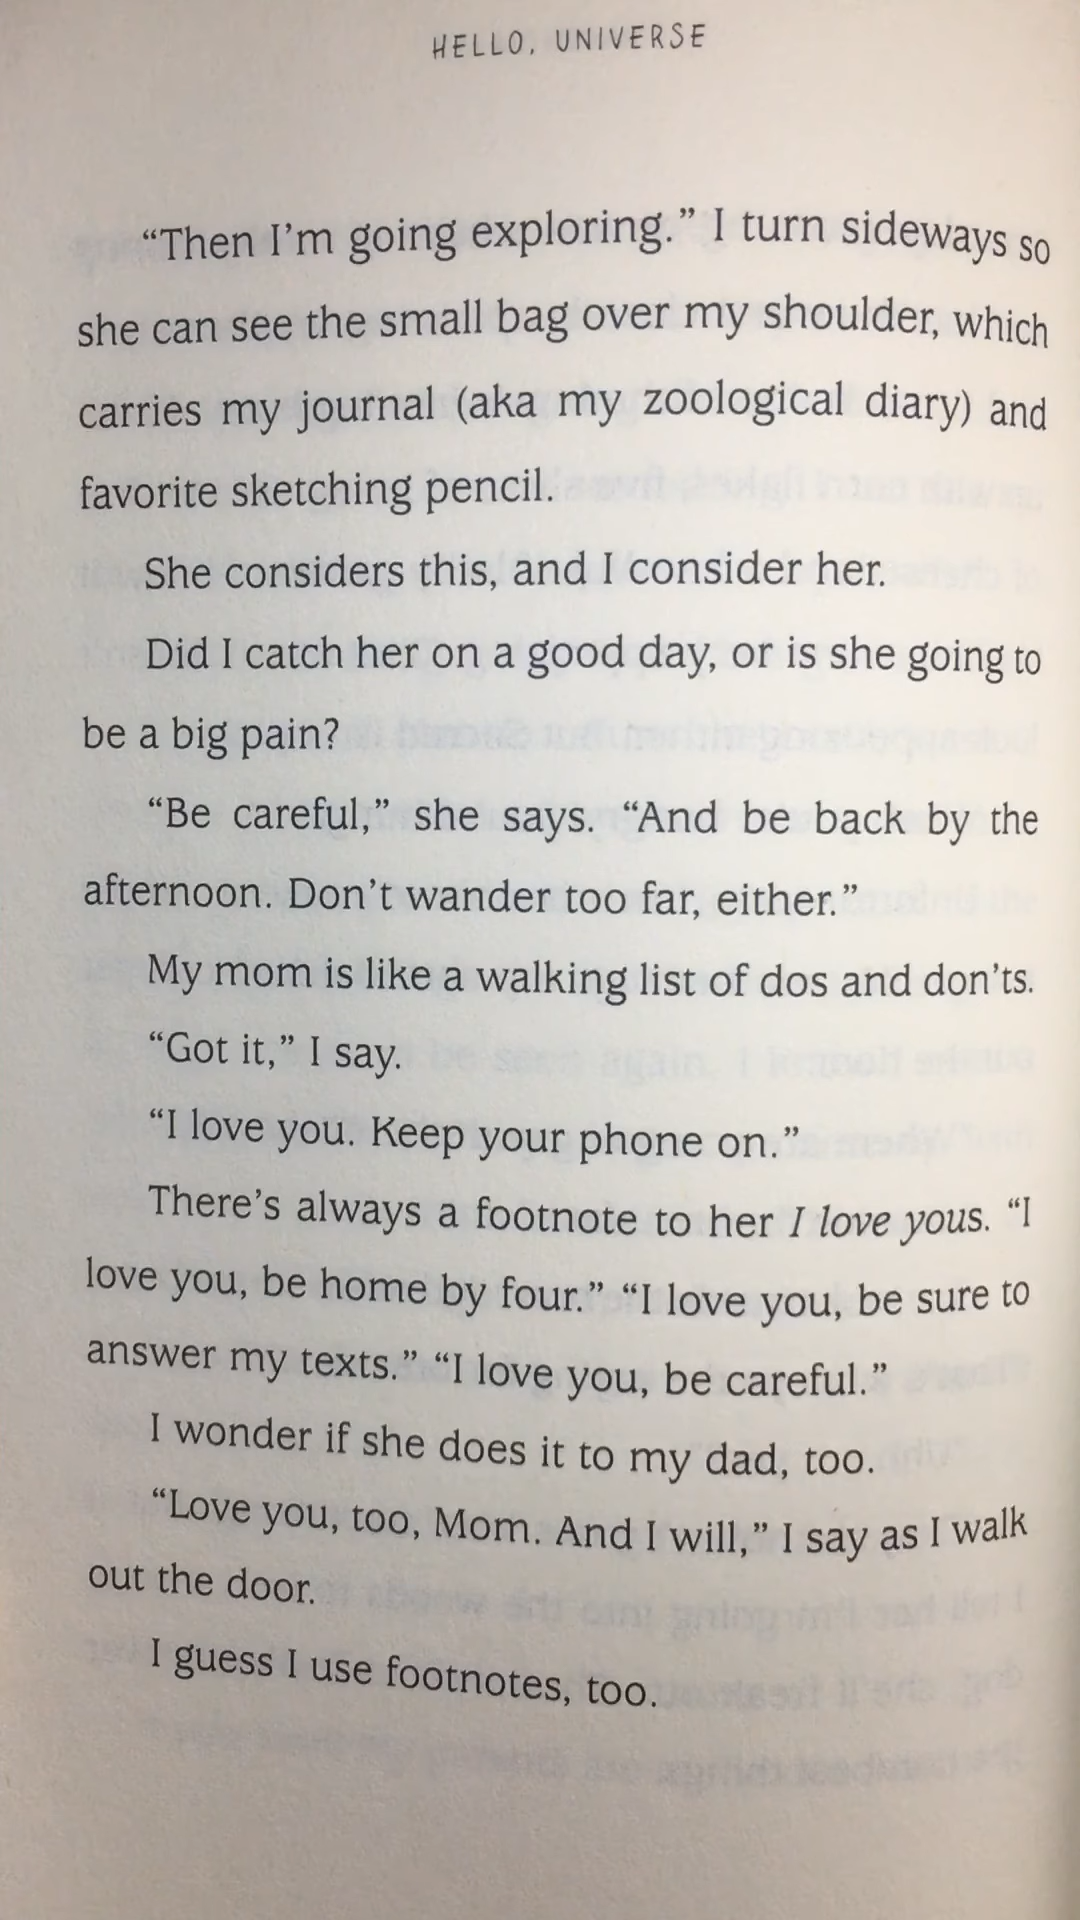 HELLO, UNIVERSE
“Then I’m going exploring.” I turn sideways so
she can see the small bag over my shoulder, which
carries my journal (aka my zoological diary) and
favorite sketching pencil.
She considers this, and I consider her.
Did I catch her on a good day, or is she going to
be a big pain?
“Be careful,” she says. “And be back by the
afternoon. Don’t wander too far, either.”
My mom is like a walking list of dos and don’ts.
“Got it,” I say.
“I love you. Keep your phone on.”
There’s always a footnote to her I love yous. “I
love you, be home by four.” “I love you, be sure to
answer my texts.” “I love you, be careful.”
I wonder if she does it to my dad, too.
“Love you, too, Mom. And I will,” I say as I walk
out the door.
I guess I use footnotes, too.